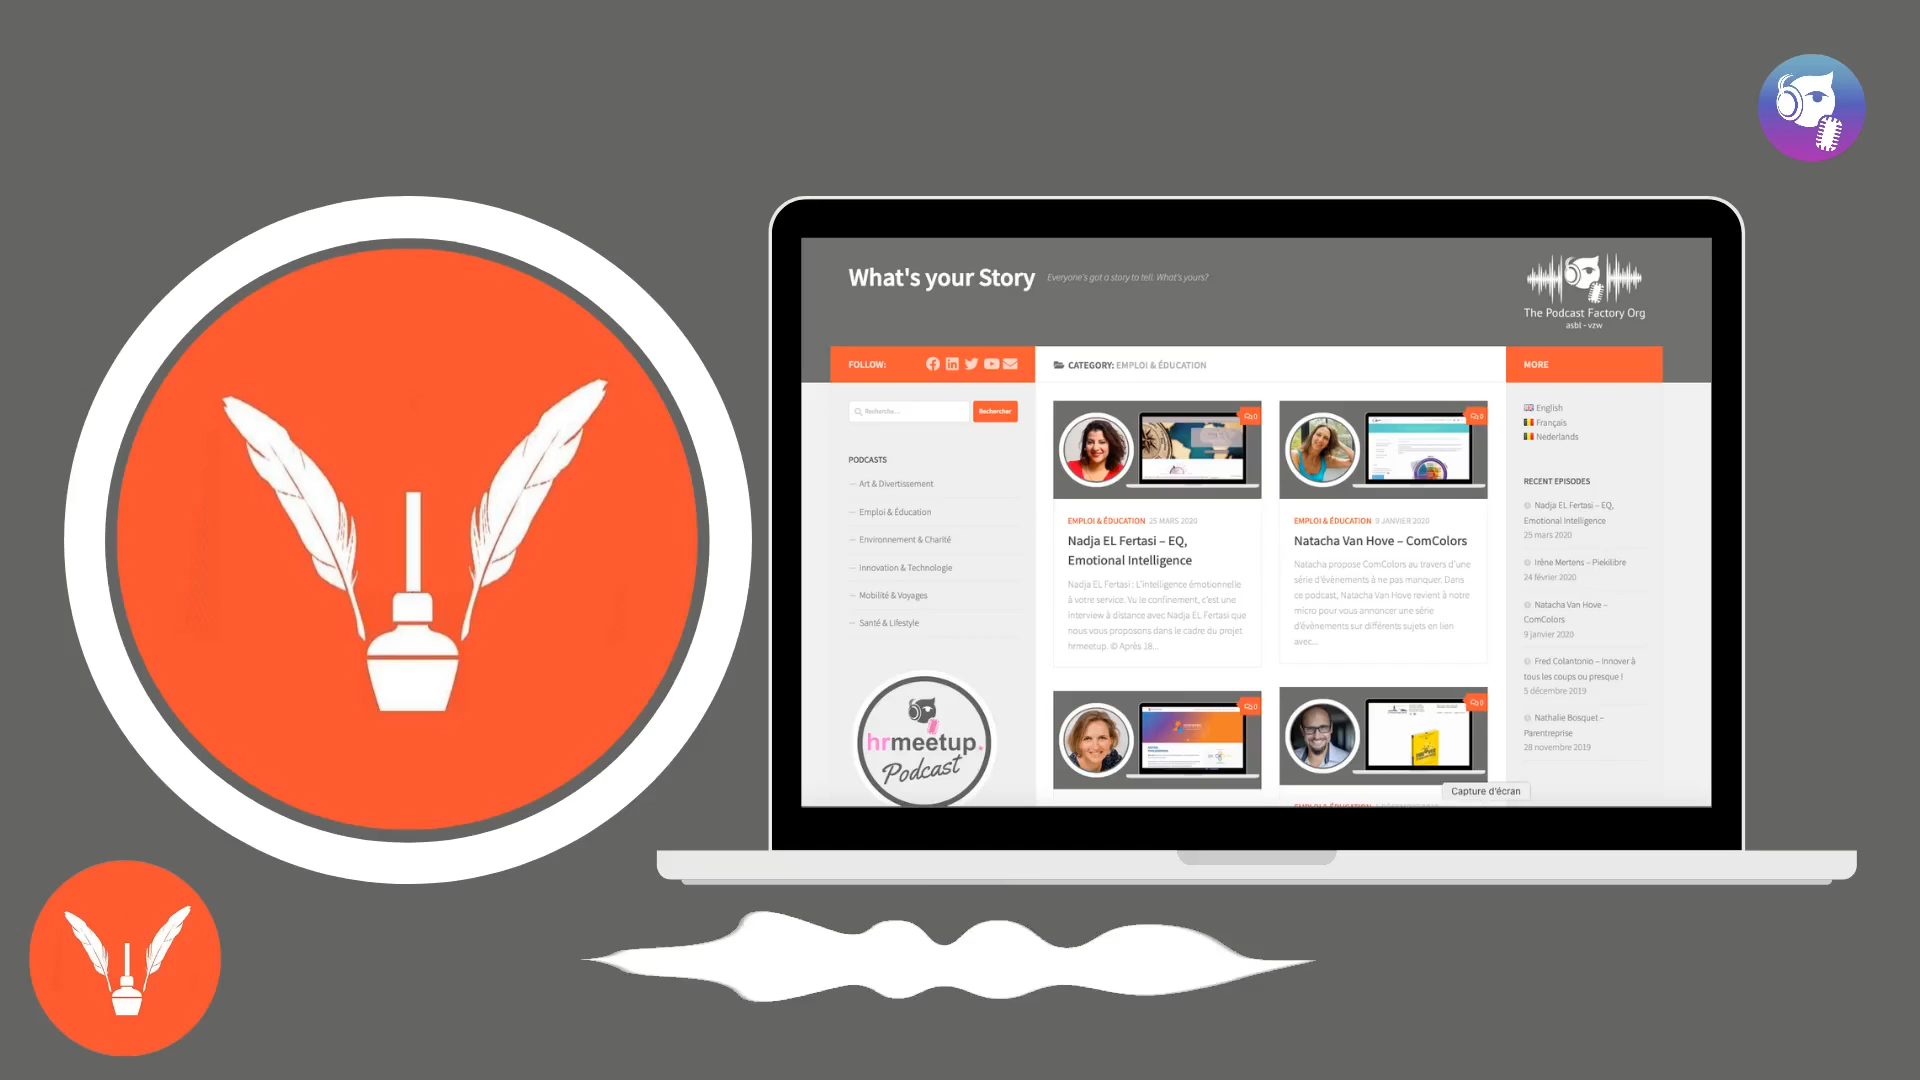 What's your Story
Everyone's got a story to tell. What's yours?
The Podcast Factory Org
asbl - vzw
FOLLOW:
CATEGORY: EMPLOI & ÉDUCATION
MORE
Recherche...
Rechercher
PODCASTS
Art & Divertissement
Emploi & Éducation
Environnement & Charité
Innovation & Technologie
Mobilité & Voyages
Santé & Lifestyle
hrmeetup.
Podcast
0
EMPLOI & ÉDUCATION 25 MARS 2020
Nadja EL Fertasi – EQ,
Emotional Intelligence
Nadja EL Fertasi : L'intelligence émotionnelle
à votre service. Vu le confinement, c'est une
interview à distance avec Nadja EL Fertasi que
nous vous proposons dans le cadre du projet
hrmeetup. © Après 18...
0
EMPLOI & ÉDUCATION 9 JANVIER 2020
Natacha Van Hove – ComColors
Natacha propose ComColors au travers d'une
série d'évènements à ne pas manquer. Dans
ce podcast, Natacha Van Hove revient à notre
micro pour vous annoncer une série
d'évènements sur différents sujets en lien
avec...
0
0
Capture d'écran
English
Français
Nederlands
RECENT EPISODES
Nadja EL Fertasi – EQ,
Emotional Intelligence
25 mars 2020
Irène Mertens – Piekilibre
24 février 2020
Natacha Van Hove –
ComColors
9 janvier 2020
Fred Colantonio – Innover à
tous les coups ou presque !
5 décembre 2019
Nathalie Bosquet –
Parentreprise
28 novembre 2019